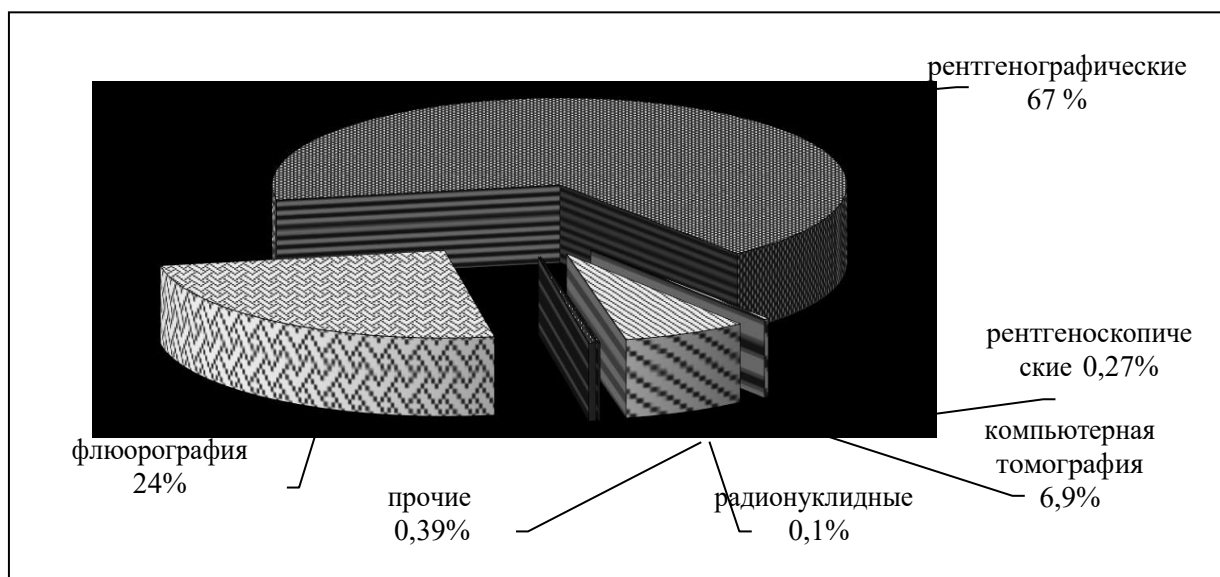 рентгенографические
67 %
рентгеноскопиче
ские 0,27%
компьютерная
томография
6,9%
флюорография
24%
прочие
0,39%
радионуклидные
0,1%